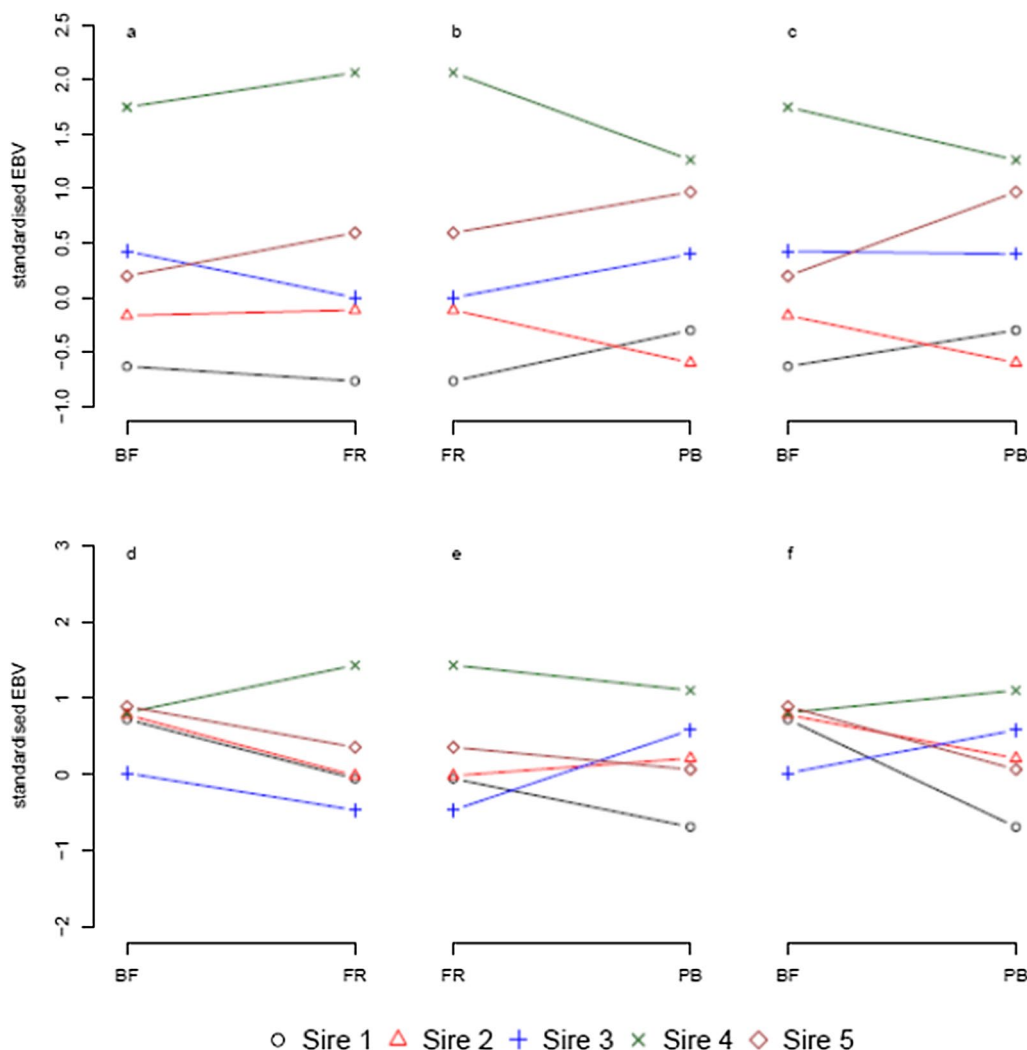 a b c
2.5
2.0
1.5
1.0
0.5
0.0
−0.5
−1.0
standardised EBV
BF FR FR PB BF PB
d e f
3
2
1
0
−1
−2
standardised EBV
BF FR FR PB BF PB
Sire 1 Sire 2 Sire 3 Sire 4 Sire 5